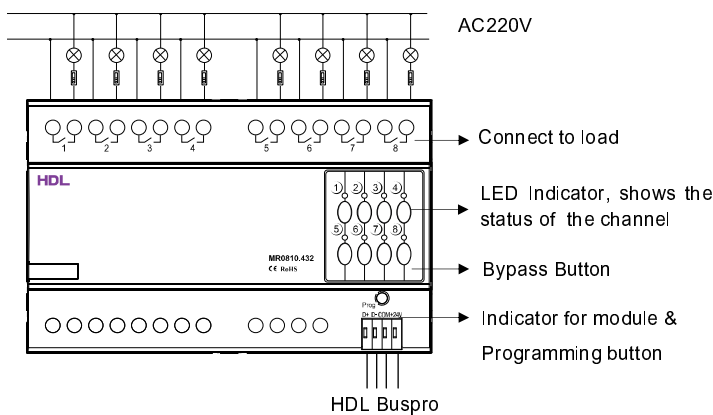 AC220V
1 2 3 4 5 6 7 8
Connect to load
HDL
1 2 3 4
LED Indicator, shows the
status of the channel
5 6 7 8
MR0810.432
CE RoHS
Bypass Button
Prog
D+ D- COM +24V
Indicator for module &
Programming button
HDL Buspro